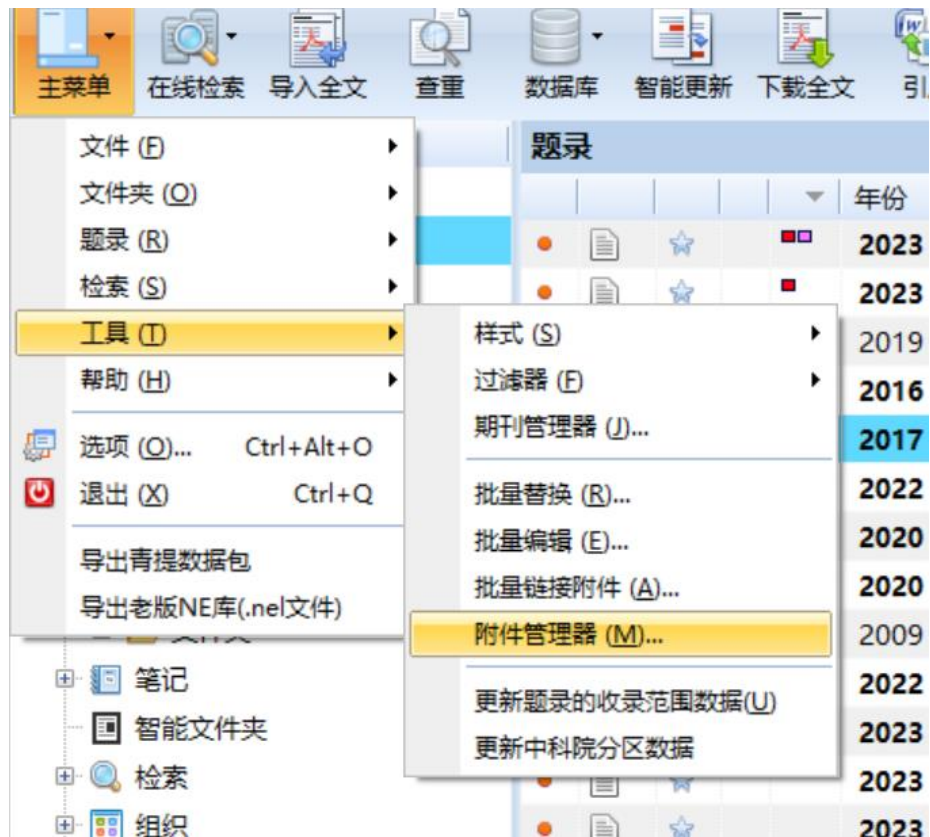 主菜单 在线检索 导入全文 查重 数据库 智能更新 下载全文 引
文件 (F)
文件夹 (O)
题录 (R)
检索 (S)
工具 (T)
帮助 (H)
选项 (O)... Ctrl+Alt+O
退出 (X) Ctrl+Q
导出青提数据包
导出老版NE库(.nel文件)
笔记
智能文件夹
检索
组织
题录
年份
2023
2023
2019
2016
2017
2022
2020
2020
2009
2022
2023
2023
2023
样式 (S)
过滤器 (F)
期刊管理器 (J)...
批量替换 (R)...
批量编辑 (E)...
批量链接附件 (A)...
附件管理器 (M)...
更新题录的收录范围数据(U)
更新中科院分区数据